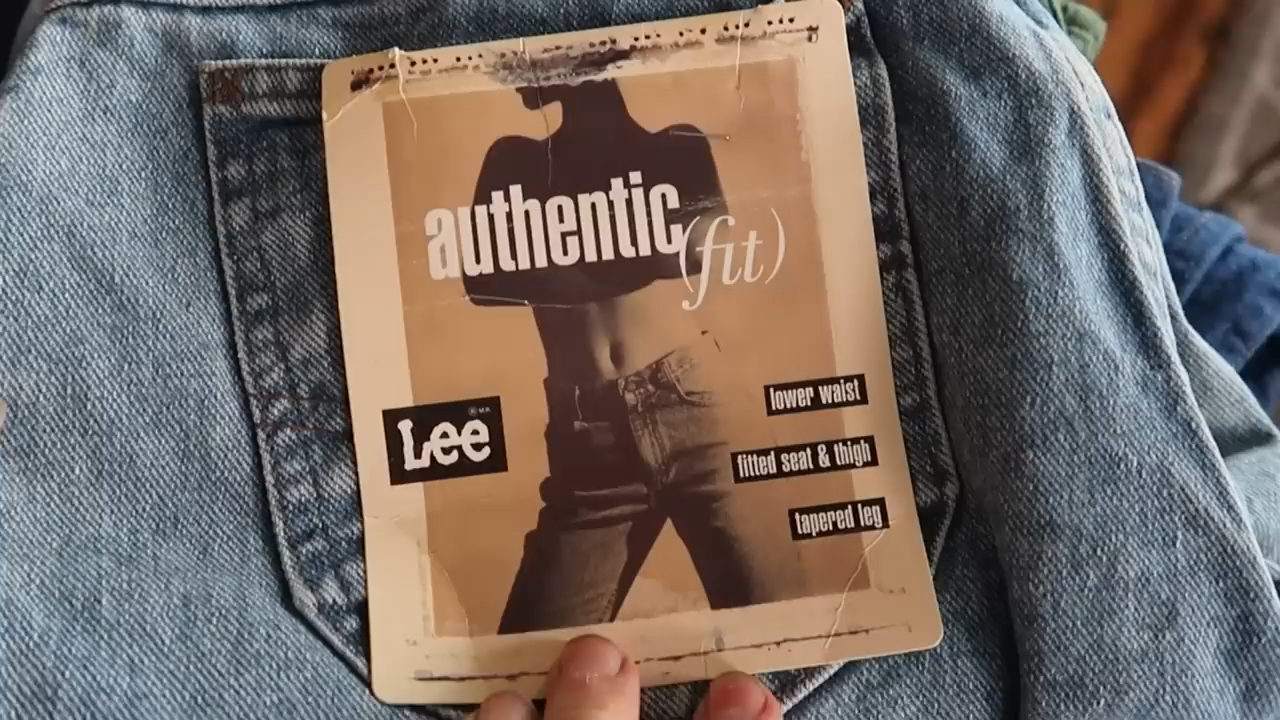 authentic
(fit)
Lee
lower waist
fitted seat & thigh
tapered leg